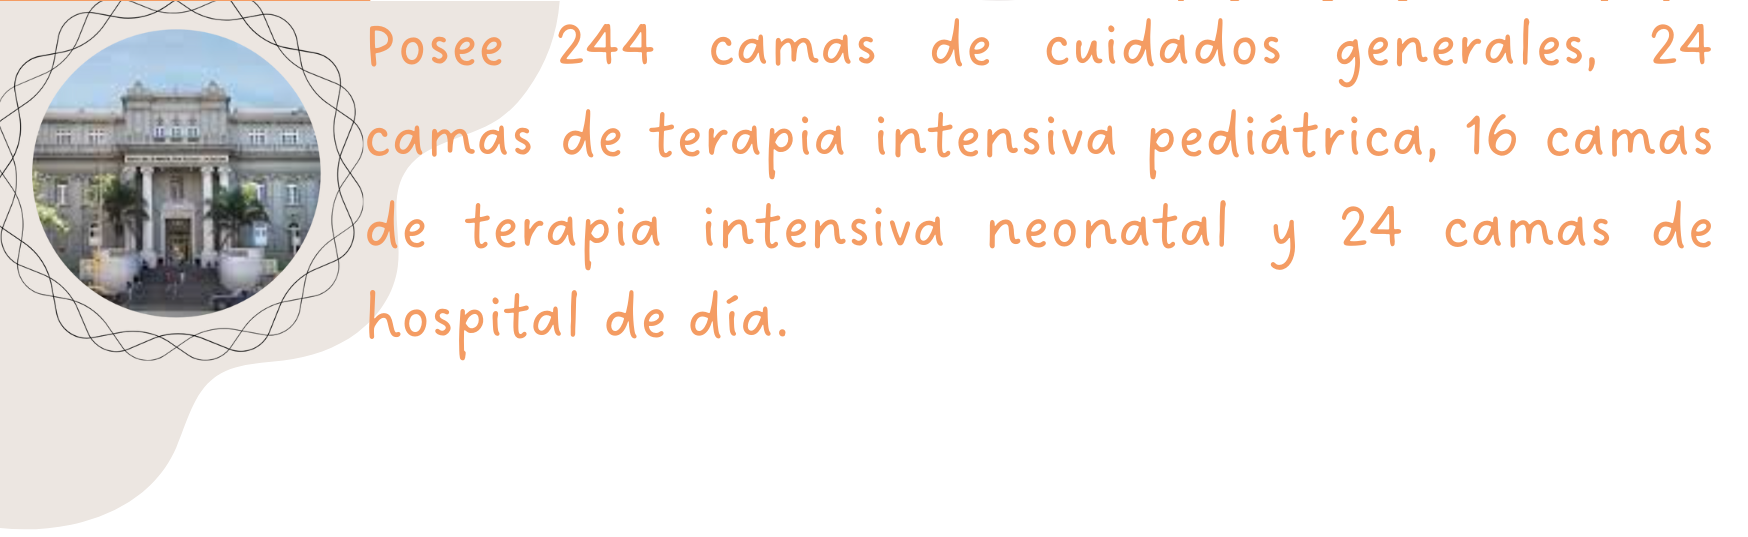 Posee 244 camas de cuidados generales, 24
camas de terapia intensiva pediátrica, 16 camas
de terapia intensiva neonatal y 24 camas de
hospital de día.